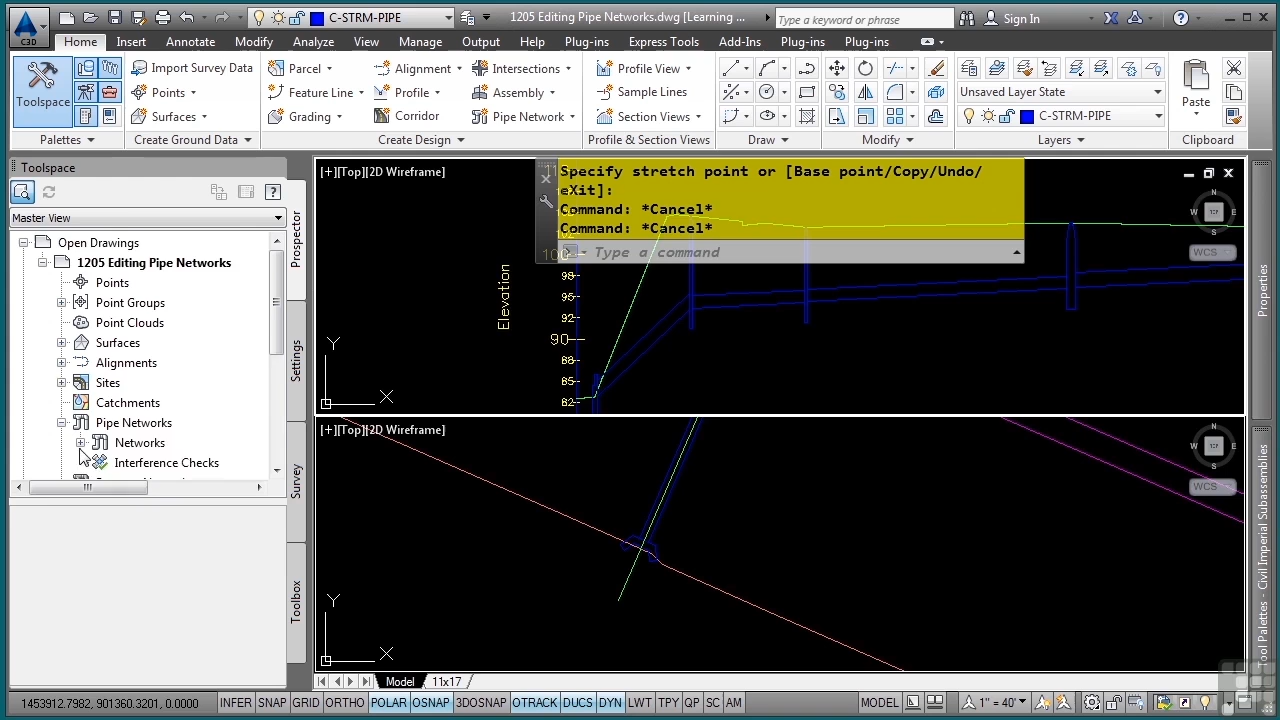 1205 Editing Pipe Networks.dwg [Learning ...
C-STRM-PIPE
Type a keyword or phrase
Sign In
C3D
Home Insert Annotate Modify Analyze View Manage Output Help Plug-ins Express Tools Add-Ins Plug-ins Plug-ins
Toolspace
Import Survey Data
Points
Surfaces
Parcel
Feature Line
Grading
Alignment
Profile
Corridor
Intersections
Assembly
Pipe Network
Profile View
Sample Lines
Section Views
Unsaved Layer State
C-STRM-PIPE
Paste
Palettes
Create Ground Data
Create Design
Profile & Section Views
Draw
Modify
Layers
Clipboard
Toolspace
Master View
Open Drawings
1205 Editing Pipe Networks
Points
Point Groups
Point Clouds
Surfaces
Alignments
Sites
Catchments
Pipe Networks
Networks
Interference Checks
Prospector
Settings
Survey
Toolbox
[+][Top][2D Wireframe]
Specify stretch point or [Base point/Copy/Undo/
eXit]:
Command: *Cancel*
Command: *Cancel*
Type a command
Elevation
100
98
95
92
90
88
85
82
Y
X
N
W TOP E
S
WCS
[+][Top][2D Wireframe]
Y
X
N
W TOP E
S
WCS
Properties
Tool Palettes - Civil Imperial Subassemblies
Model 11x17
1453912.7982, 901360.3201, 0.0000
INFER SNAP GRID ORTHO POLAR OSNAP 3DOSNAP OTRACK DUCS DYN LWT TPY QP SC AM
MODEL
1" = 40'